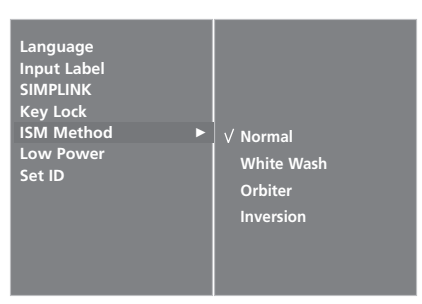 Language
Input Label
SIMPLINK
Key Lock
ISM Method ►
Low Power
Set ID
√ Normal
White Wash
Orbiter
Inversion